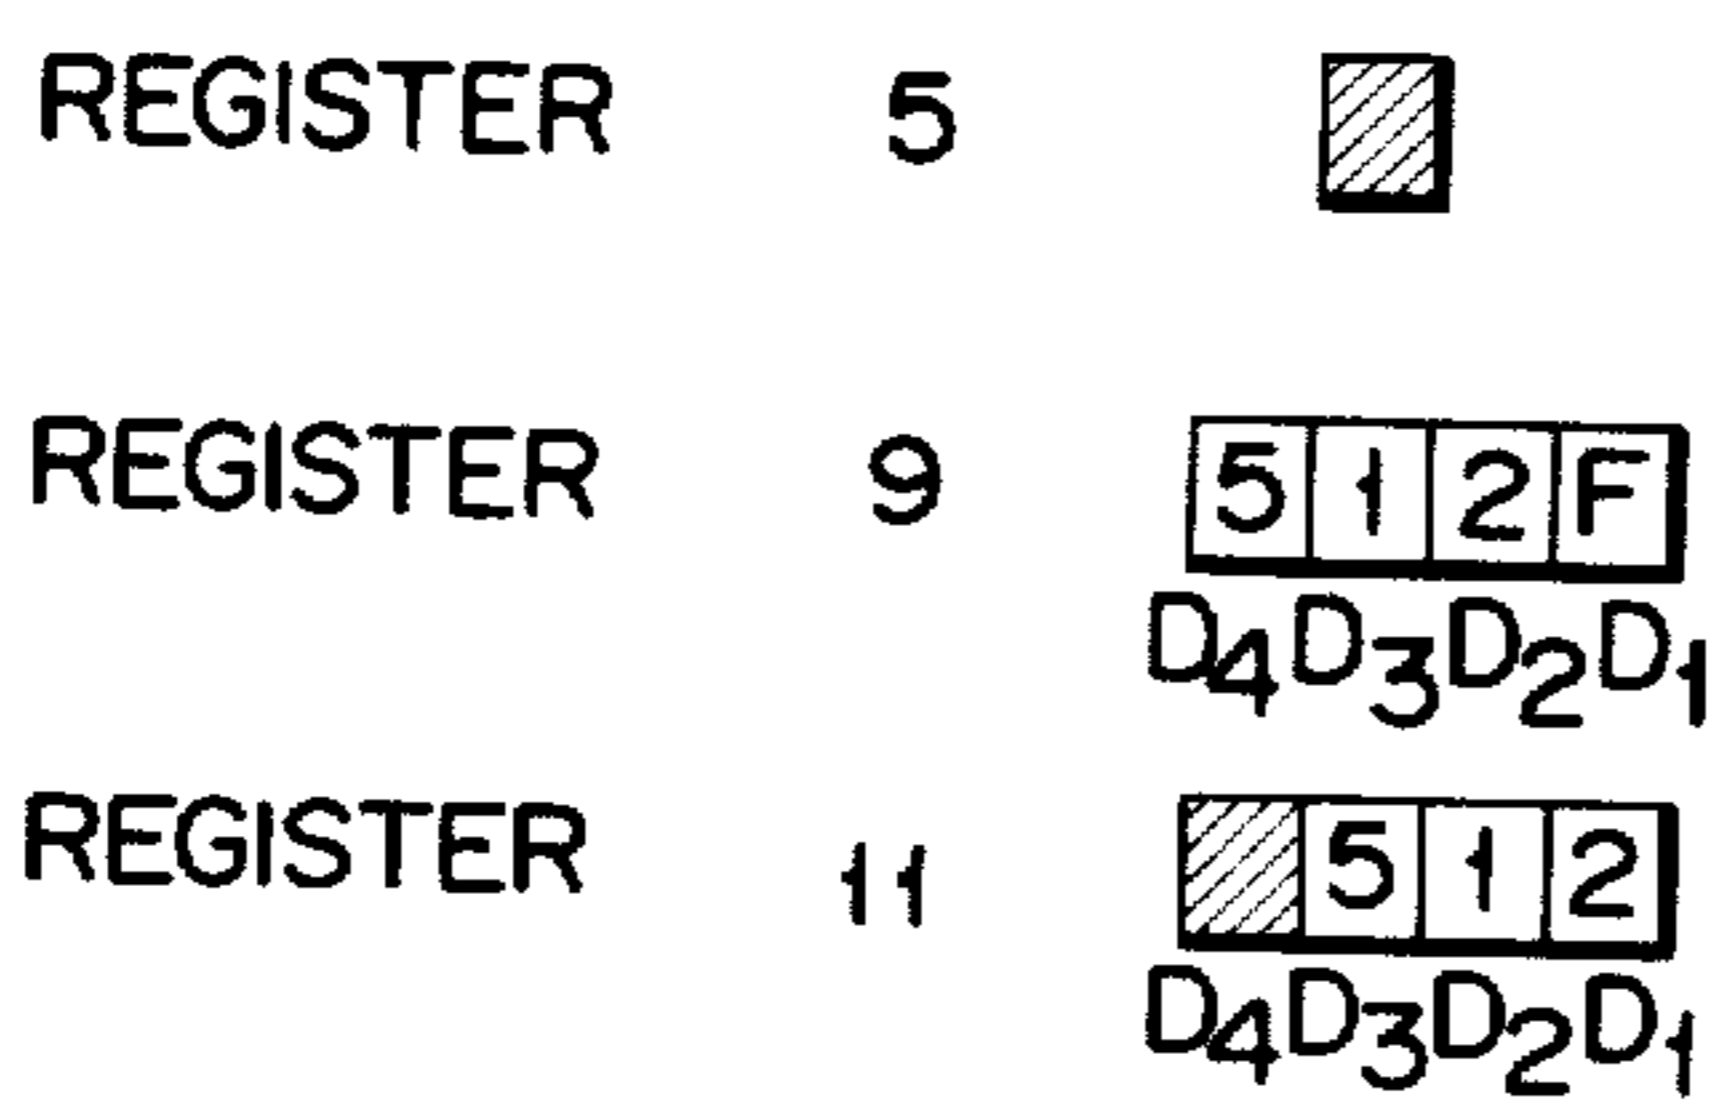 REGISTER 5
REGISTER 9 5 1 2 F
D4 D3 D2 D1
REGISTER 11 5 1 2
D4 D3 D2 D1